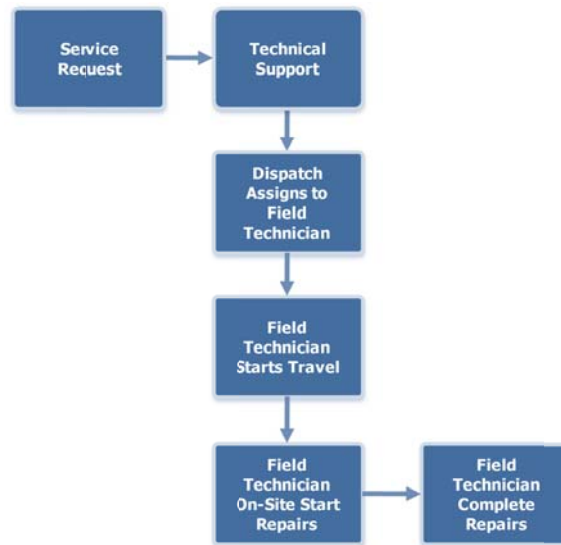 Service
Request
Technical
Support
Dispatch
Assigns to
Field
Technician
Field
Technician
Starts Travel
Field
Technician
On-Site Start
Repairs
Field
Technician
Complete
Repairs